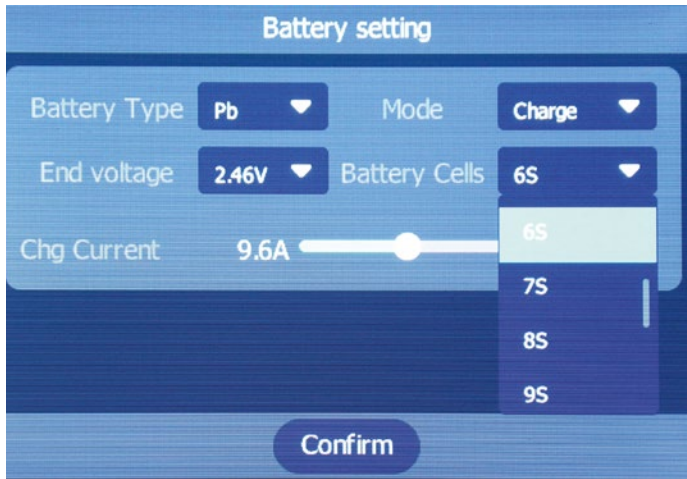 Battery setting
Battery Type Pb Mode Charge
End voltage 2.46V Battery Cells 6S
6S
Chg Current 9.6A
7S
8S
9S
Confirm